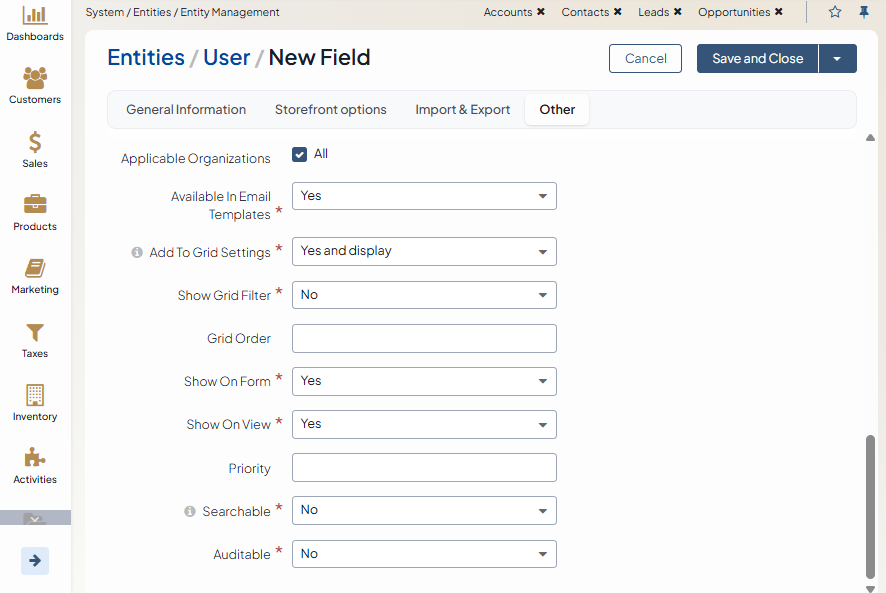 System / Entities / Entity Management
Accounts ✖ Contacts ✖ Leads ✖ Opportunities ✖
Dashboards
Customers
Sales
Products
Marketing
Taxes
Inventory
Activities
Entities / User / New Field
Cancel
Save and Close
General Information Storefront options Import & Export Other
Applicable Organizations All
Available In Email
Templates * Yes
Add To Grid Settings * Yes and display
Show Grid Filter * No
Grid Order
Show On Form * Yes
Show On View * Yes
Priority
Searchable * No
Auditable * No